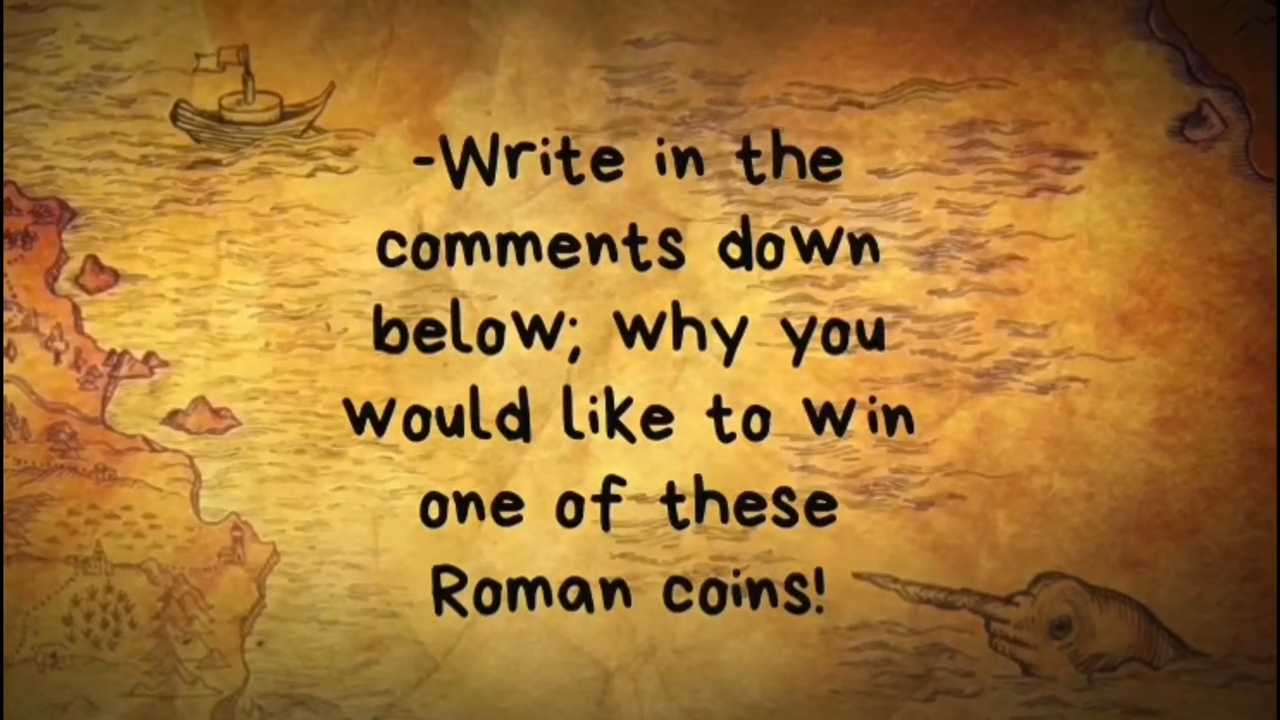 -Write in the
comments down
below; why you
would like to win
one of these
Roman coins!